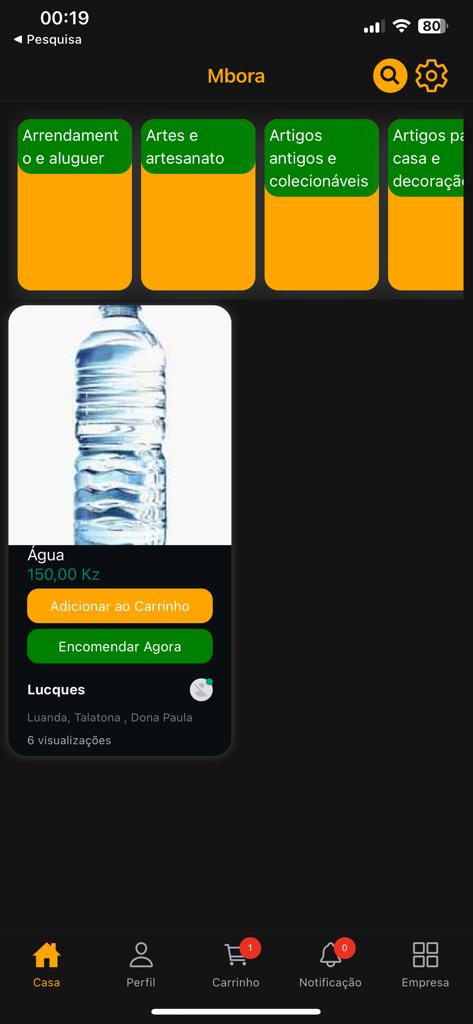 00:19
80
◀ Pesquisa
Mbora
Arrendament
o e aluguer
Artes e
artesanato
Artigos
antigos e
colecionáveis
Artigos pa
casa e
decoraçã
Água
150,00 Kz
Adicionar ao Carrinho
Encomendar Agora
Lucques
Luanda, Talatona , Dona Paula
6 visualizações
1
0
Casa
Perfil
Carrinho
Notificação
Empresa